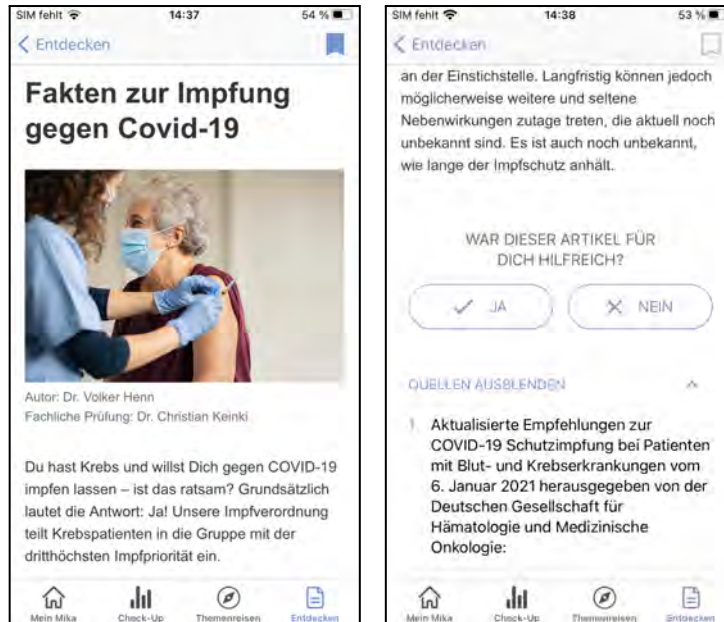 SIM fehlt 14:37 54 %
Entdecken
Fakten zur Impfung
gegen Covid-19
Autor: Dr. Volker Henn
Fachliche Prüfung: Dr. Christian Keinki
Du hast Krebs und willst Dich gegen COVID-19
impfen lassen – ist das ratsam? Grundsätzlich
lautet die Antwort: Ja! Unsere Impfverordnung
teilt Krebspatienten in die Gruppe mit der
dritthöchsten Impfpriorität ein.
Mein Mika Check-Up Themenreisen Entdecken
SIM fehlt 14:38 53 %
Entdecken
an der Einstichstelle. Langfristig können jedoch
möglicherweise weitere und seltene
Nebenwirkungen zutage treten, die aktuell noch
unbekannt sind. Es ist auch noch unbekannt,
wie lange der Impfschutz anhält.
WAR DIESER ARTIKEL FÜR
DICH HILFREICH?
JA NEIN
QUELLEN AUSBLENDEN
1 Aktualisierte Empfehlungen zur
COVID-19 Schutzimpfung bei Patienten
mit Blut- und Krebserkrankungen vom
6. Januar 2021 herausgegeben von der
Deutschen Gesellschaft für
Hämatologie und Medizinische
Onkologie:
Mein Mika Check-Up Themenreisen Entdecken